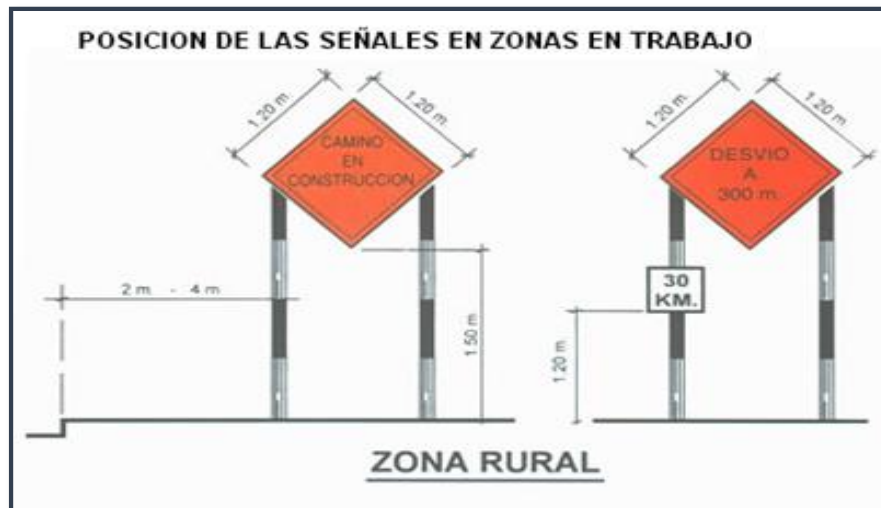 POSICION DE LAS SEÑALES EN ZONAS EN TRABAJO
1.20 m.
1.20 m.
CAMINO
EN
CONSTRUCCION
2 m. - 4 m.
1.50 m
1.20 m.
1.20 m.
DESVIO
A
300 m.
30
KM.
1.20 m.
ZONA RURAL